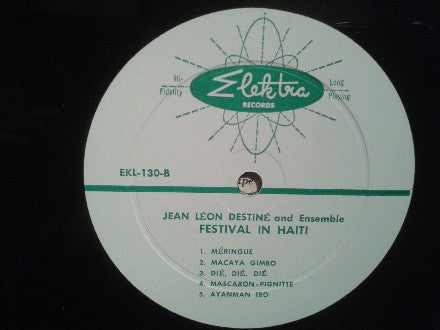 Hi-Fidelity
Elektra
RECORDS
Long Playing
EKL-130-B
JEAN LÉON DESTINÉ and Ensemble
FESTIVAL IN HAITI
1. MÉRINGUE
2. MACAYA GIMBO
3. DIÉ, DIÉ, DIÉ
4. MASCARON-PIGNITTE
5. AYANMAN IBO